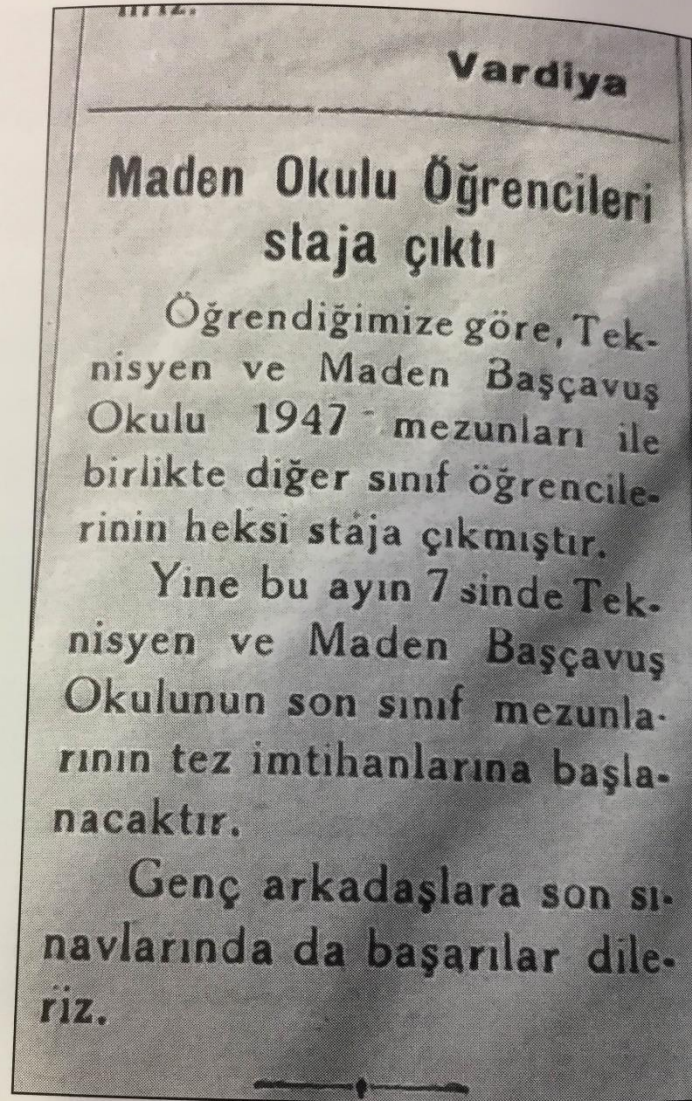 Vardiya
Maden Okulu Öğrencileri
staja çıktı
Öğrendiğimize göre, Tek-
nisyen ve Maden Başçavuş
Okulu 1947 - mezunları ile
birlikte diğer sınıf öğrencile-
rinin heksi staja çıkmıştır.
Yine bu ayın 7 sinde Tek-
nisyen ve Maden Başçavuş
Okulunun son sınıf mezunla-
rının tez imtihanlarına başla-
nacaktır.
Genç arkadaşlara son sı-
navlarında da başarılar dile-
riz.